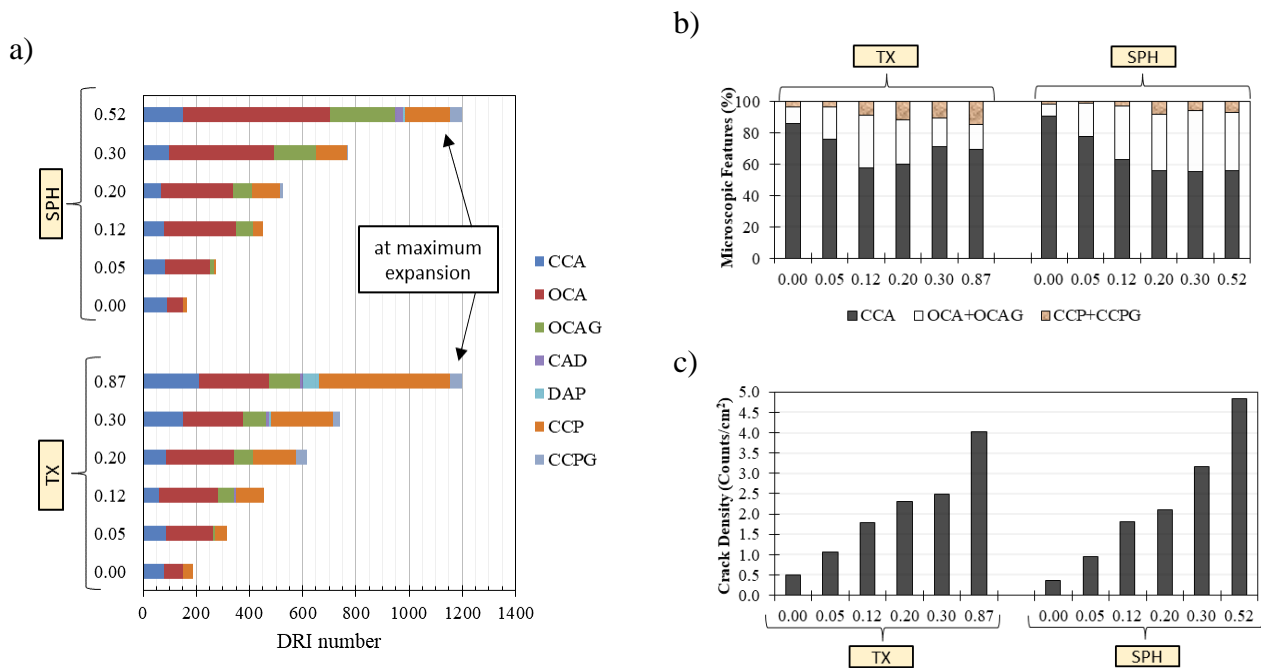 a)
SPH
0.52
0.30
0.20
0.12
0.05
0.00
TX
0.87
0.30
0.20
0.12
0.05
0.00
0 200 400 600 800 1000 1200 1400
DRI number
at maximum
expansion
CCA
OCA
OCAG
CAD
DAP
CCP
CCPG
b)
TX SPH
Microscopic Features (%)
100
80
60
40
20
0
0.00 0.05 0.12 0.20 0.30 0.87 0.00 0.05 0.12 0.20 0.30 0.52
CCA OCA+OCAG CCP+CCPG
c)
Crack Density (Counts/cm²)
5.0
4.5
4.0
3.5
3.0
2.5
2.0
1.5
1.0
0.5
0.0
0.00 0.05 0.12 0.20 0.30 0.87 0.00 0.05 0.12 0.20 0.30 0.52
TX SPH